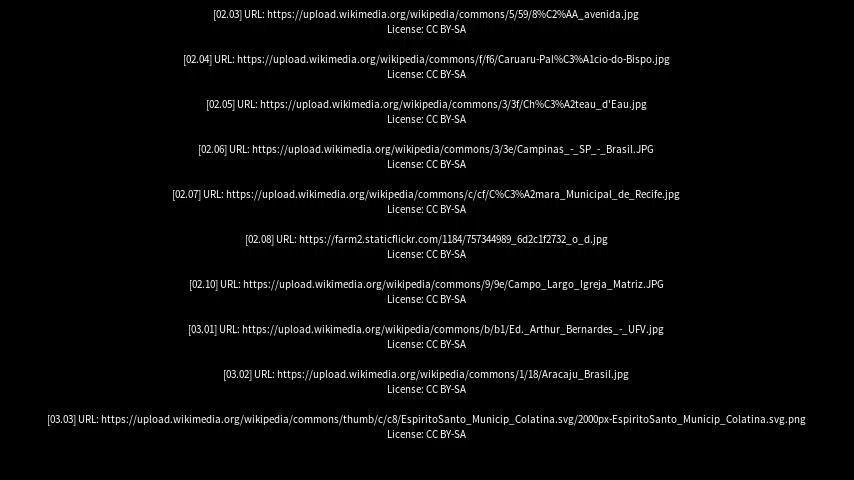 [02.03] URL: https://upload.wikimedia.org/wikipedia/commons/5/59/8%C2%AA_avenida.jpg
License: CC BY-SA
[02.04] URL: https://upload.wikimedia.org/wikipedia/commons/f/f6/Caruaru-Pal%C3%A1cio-do-Bispo.jpg
License: CC BY-SA
[02.05] URL: https://upload.wikimedia.org/wikipedia/commons/3/3f/Ch%C3%A2teau_d'Eau.jpg
License: CC BY-SA
[02.06] URL: https://upload.wikimedia.org/wikipedia/commons/3/3e/Campinas_-_SP_-_Brasil.JPG
License: CC BY-SA
[02.07] URL: https://upload.wikimedia.org/wikipedia/commons/c/cf/C%C3%A2mara_Municipal_de_Recife.jpg
License: CC BY-SA
[02.08] URL: https://farm2.staticflickr.com/1184/757344989_6d2c1f2732_o_d.jpg
License: CC BY-SA
[02.10] URL: https://upload.wikimedia.org/wikipedia/commons/9/9e/Campo_Largo_Igreja_Matriz.JPG
License: CC BY-SA
[03.01] URL: https://upload.wikimedia.org/wikipedia/commons/b/b1/Ed._Arthur_Bernardes_-_UFV.jpg
License: CC BY-SA
[03.02] URL: https://upload.wikimedia.org/wikipedia/commons/1/18/Aracaju_Brasil.jpg
License: CC BY-SA
[03.03] URL: https://upload.wikimedia.org/wikipedia/commons/thumb/c/c8/EspiritoSanto_Municip_Colatina.svg/2000px-EspiritoSanto_Municip_Colatina.svg.png
License: CC BY-SA